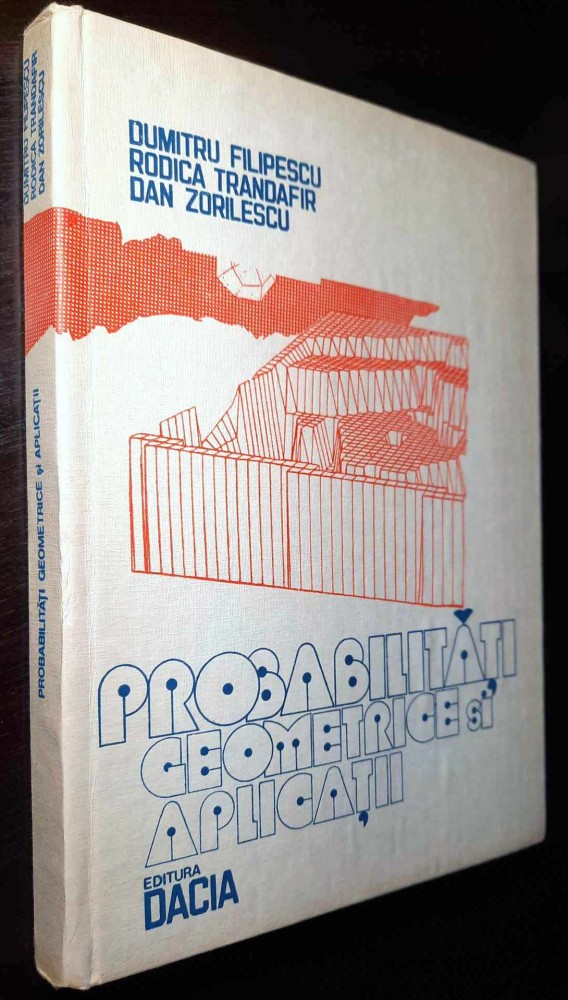 DUMITRU FILIPESCU
RODICA TRANDAFIR
DAN ZORILESCU
PROBABILITĂȚI GEOMETRICE și APLICAȚII
DUMITRU FILIPESCU
RODICA TRANDAFIR
DAN ZORILESCU
PROBABILITĂȚI
GEOMETRICE și
APLICAȚII
EDITURA
DACIA